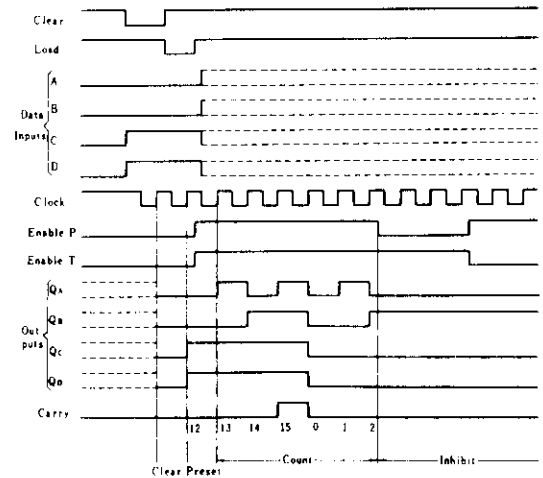 Clear
Load
A
Data
B
Inputs
C
D
Clock
Enable P
Enable T
QA
QB
Out
puts
QC
QD
Carry
12 13 14 15 0 1 2
Count Inhibit
Clear Preset